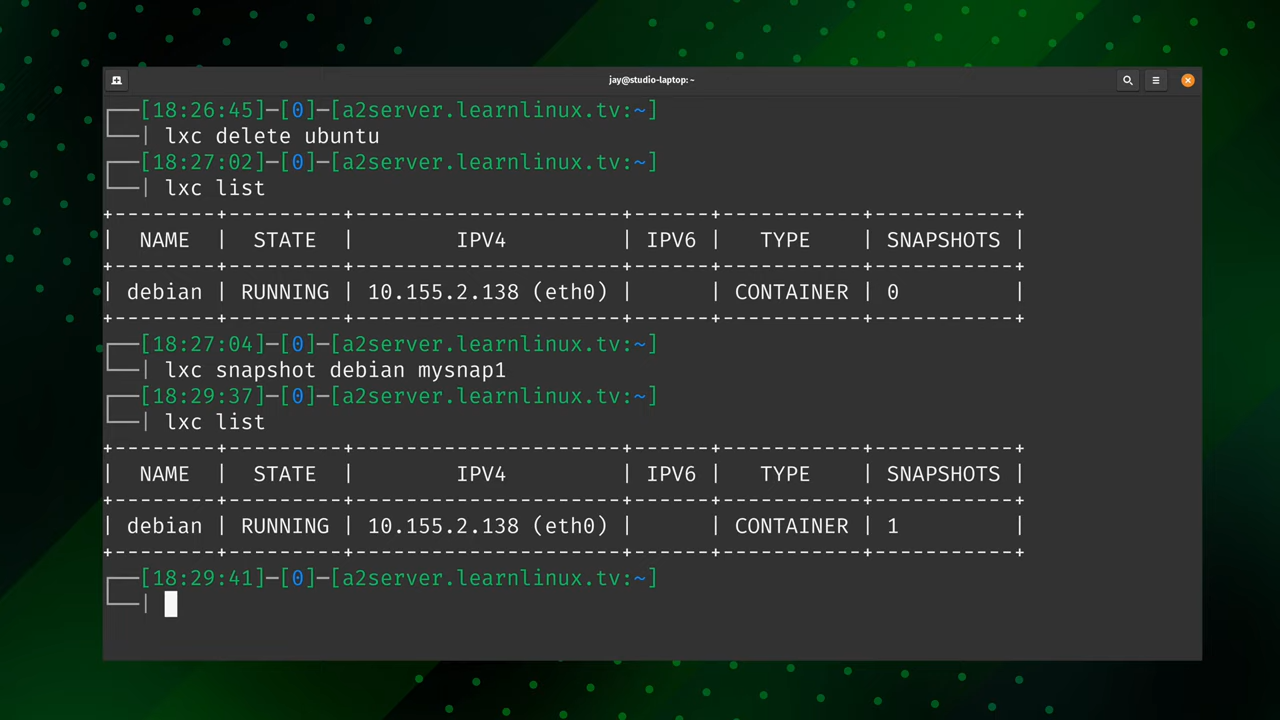 jay@studio-laptop: ~
┌──[18:26:45]─[0]─[a2server.learnlinux.tv:~]
└──| lxc delete ubuntu
┌──[18:27:02]─[0]─[a2server.learnlinux.tv:~]
└──| lxc list
+--------+---------+---------------------+------+-----------+-----------+
|  NAME  |  STATE  |        IPV4         | IPV6 |   TYPE    | SNAPSHOTS |
+--------+---------+---------------------+------+-----------+-----------+
| debian | RUNNING | 10.155.2.138 (eth0) |      | CONTAINER | 0         |
+--------+---------+---------------------+------+-----------+-----------+
┌──[18:27:04]─[0]─[a2server.learnlinux.tv:~]
└──| lxc snapshot debian mysnap1
┌──[18:29:37]─[0]─[a2server.learnlinux.tv:~]
└──| lxc list
+--------+---------+---------------------+------+-----------+-----------+
|  NAME  |  STATE  |        IPV4         | IPV6 |   TYPE    | SNAPSHOTS |
+--------+---------+---------------------+------+-----------+-----------+
| debian | RUNNING | 10.155.2.138 (eth0) |      | CONTAINER | 1         |
+--------+---------+---------------------+------+-----------+-----------+
┌──[18:29:41]─[0]─[a2server.learnlinux.tv:~]
└──|